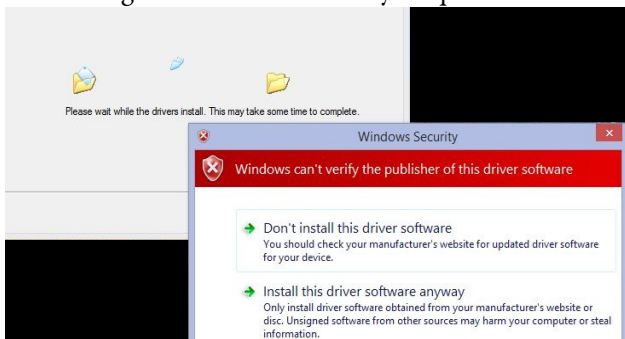 Please wait while the drivers install. This may take some time to complete.
Windows Security
Windows can't verify the publisher of this driver software
Don't install this driver software
You should check your manufacturer's website for updated driver software
for your device.
Install this driver software anyway
Only install driver software obtained from your manufacturer's website or
disc. Unsigned software from other sources may harm your computer or steal
information.